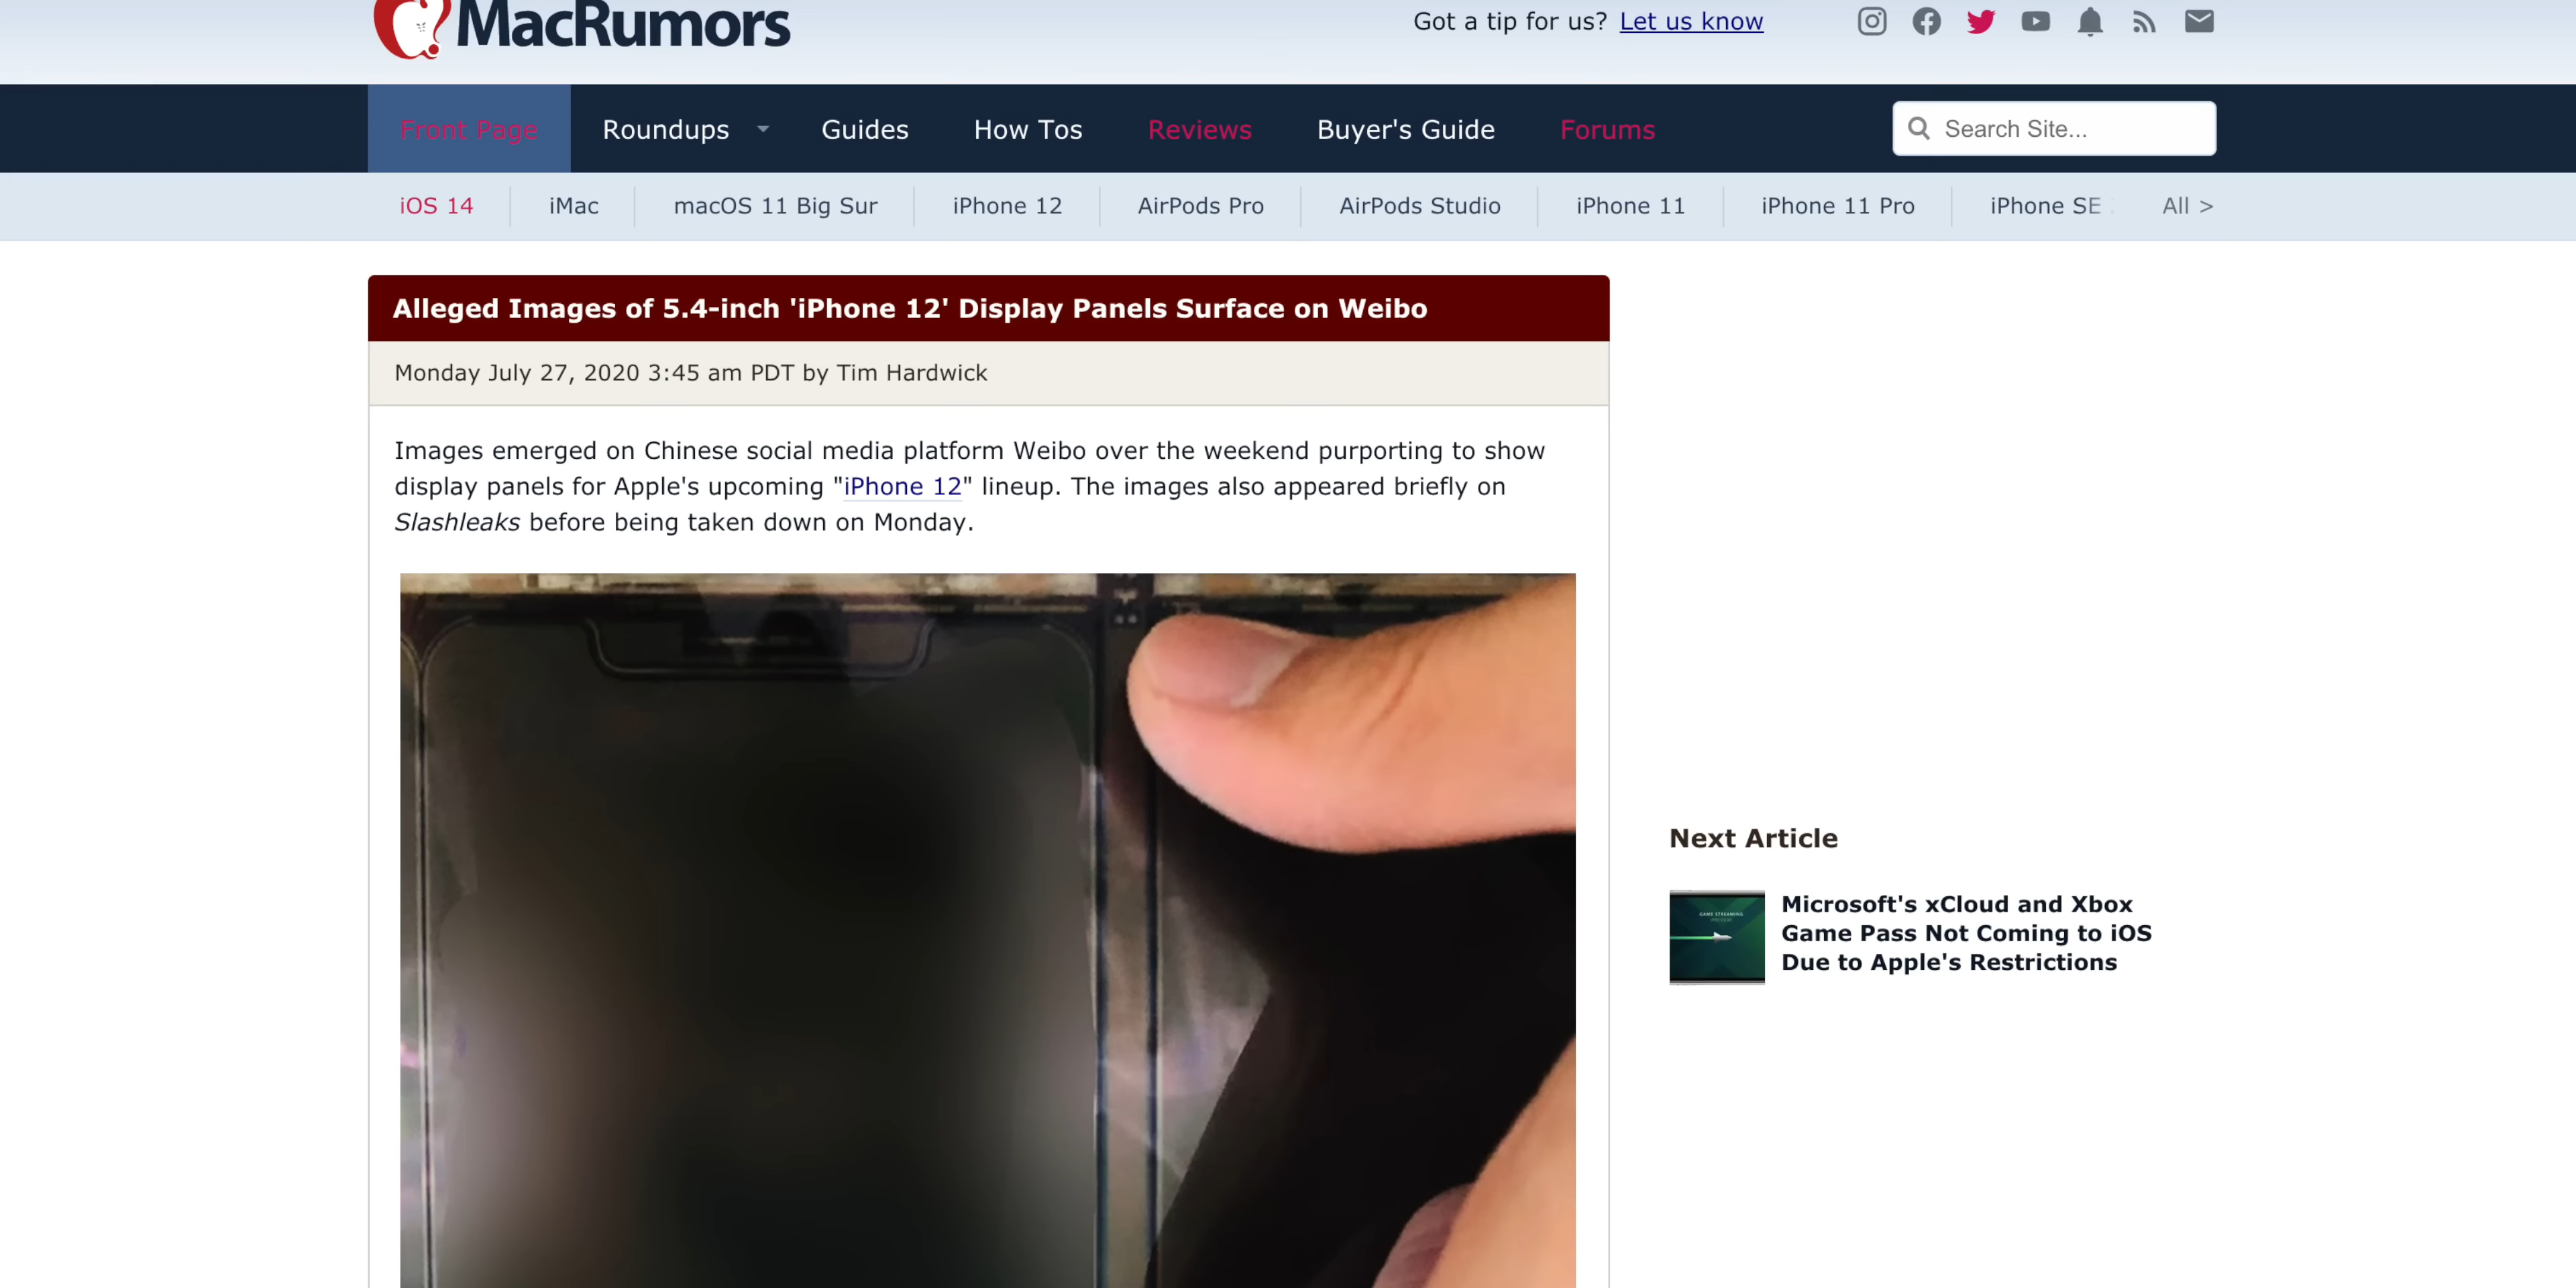 MacRumors
Got a tip for us? Let us know
Front Page
Roundups
Guides
How Tos
Reviews
Buyer's Guide
Forums
Search Site...
iOS 14
iMac
macOS 11 Big Sur
iPhone 12
AirPods Pro
AirPods Studio
iPhone 11
iPhone 11 Pro
iPhone SE
All >
Alleged Images of 5.4-inch 'iPhone 12' Display Panels Surface on Weibo
Monday July 27, 2020 3:45 am PDT by Tim Hardwick
Images emerged on Chinese social media platform Weibo over the weekend purporting to show
display panels for Apple's upcoming "iPhone 12" lineup. The images also appeared briefly on
Slashleaks before being taken down on Monday.
Next Article
GAME STREAMING
Microsoft's xCloud and Xbox
Game Pass Not Coming to iOS
Due to Apple's Restrictions